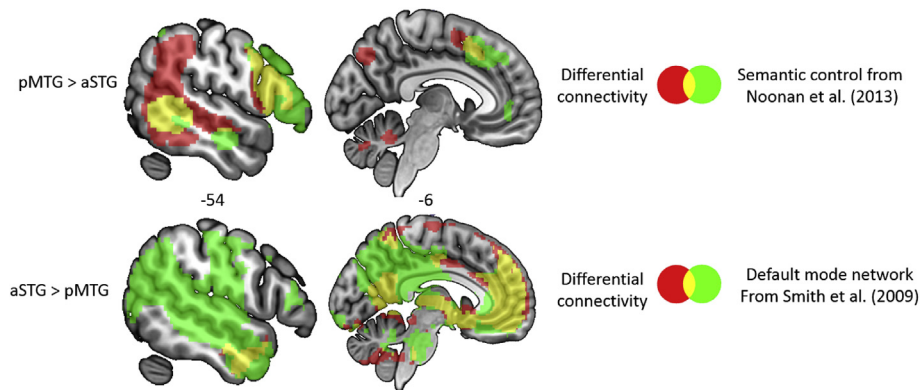 pMTG > aSTG
Differential
connectivity
Semantic control from
Noonan et al. (2013)
-54
-6
aSTG > pMTG
Differential
connectivity
Default mode network
From Smith et al. (2009)